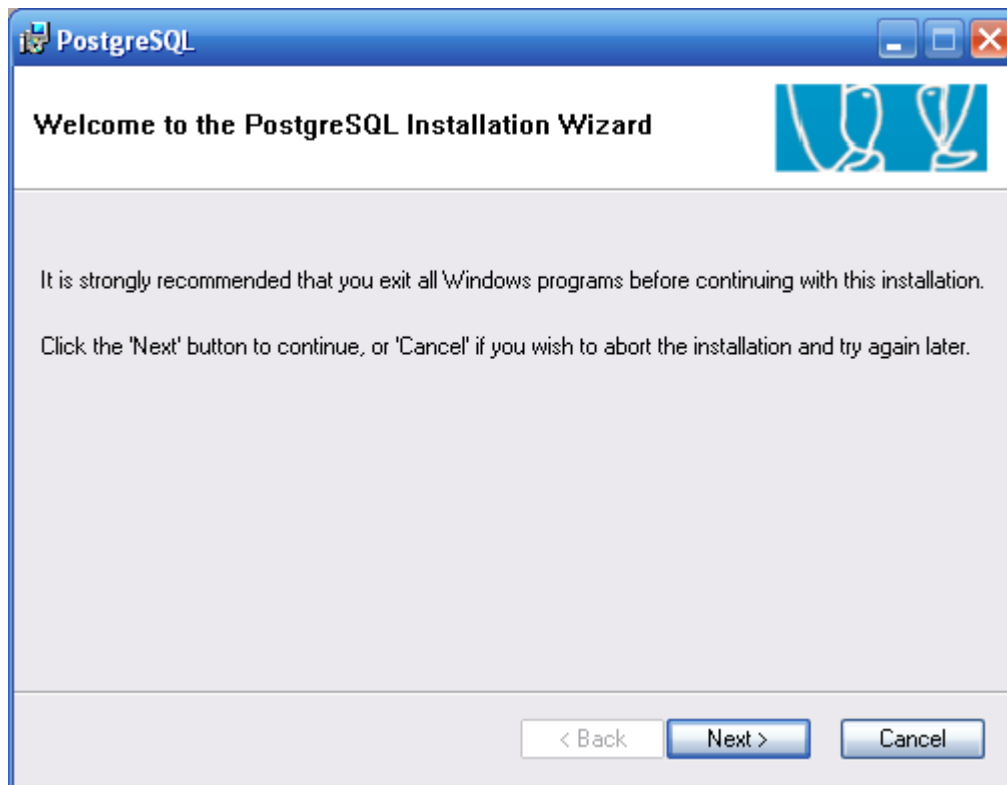 PostgreSQL
Welcome to the PostgreSQL Installation Wizard
It is strongly recommended that you exit all Windows programs before continuing with this installation.
Click the 'Next' button to continue, or 'Cancel' if you wish to abort the installation and try again later.
< Back Next > Cancel